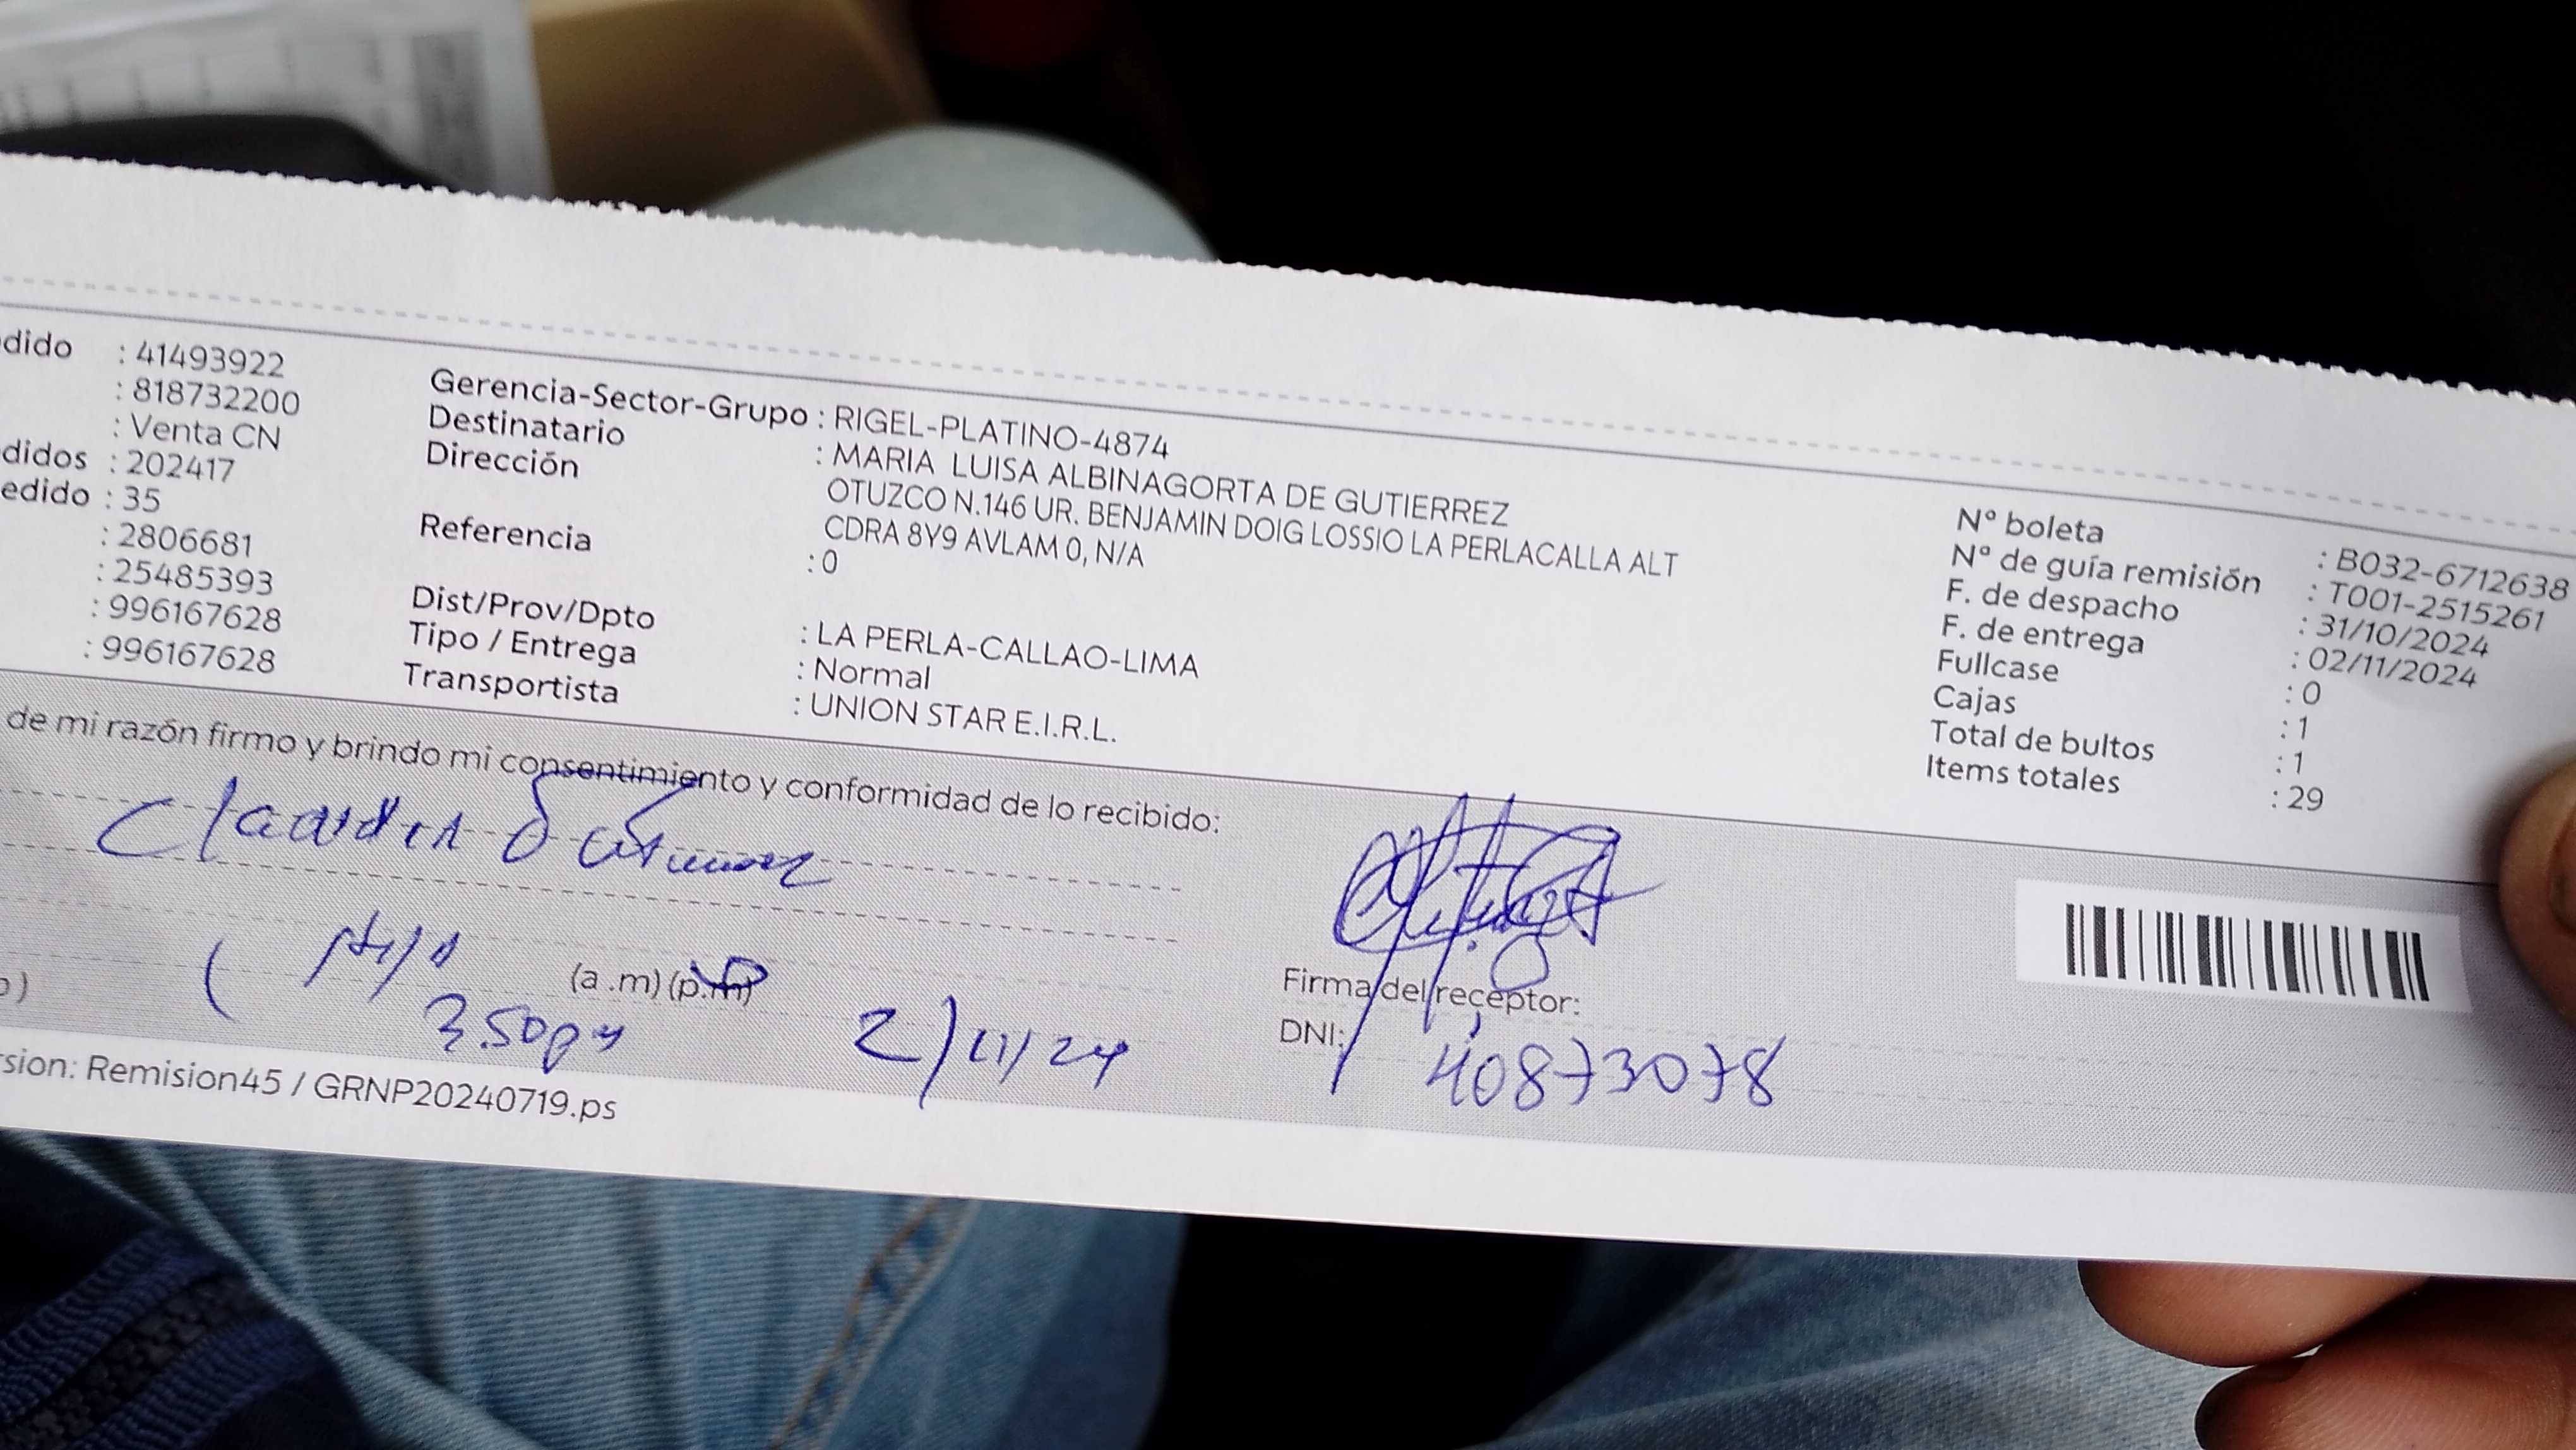 dido : 41493922
: 818732200
: Venta CN
didos : 202417
edido : 35
: 2806681
: 25485393
: 996167628
: 996167628
Gerencia-Sector-Grupo : RIGEL-PLATINO-4874
Destinatario : MARIA LUISA ALBINAGORTA DE GUTIERREZ
Dirección OTUZCO N.146 UR. BENJAMIN DOIG LOSSIO LA PERLACALLA ALT
CDRA 8Y9 AVLAM 0, N/A
Referencia : 0
Dist/Prov/Dpto : LA PERLA-CALLAO-LIMA
Tipo / Entrega : Normal
Transportista : UNION STAR E.I.R.L.
Nº boleta : B032-6712638
Nº de guía remisión : T001-2515261
F. de despacho : 31/10/2024
F. de entrega : 02/11/2024
Fullcase : 0
Cajas : 1
Total de bultos : 1
Items totales : 29
de mi razón firmo y brindo mi consentimiento y conformidad de lo recibido:
(a.m) (p.m)
3.50pm
2/11/24
Firma del receptor:
DNI: 40873078
sion: Remision45 / GRNP20240719.ps